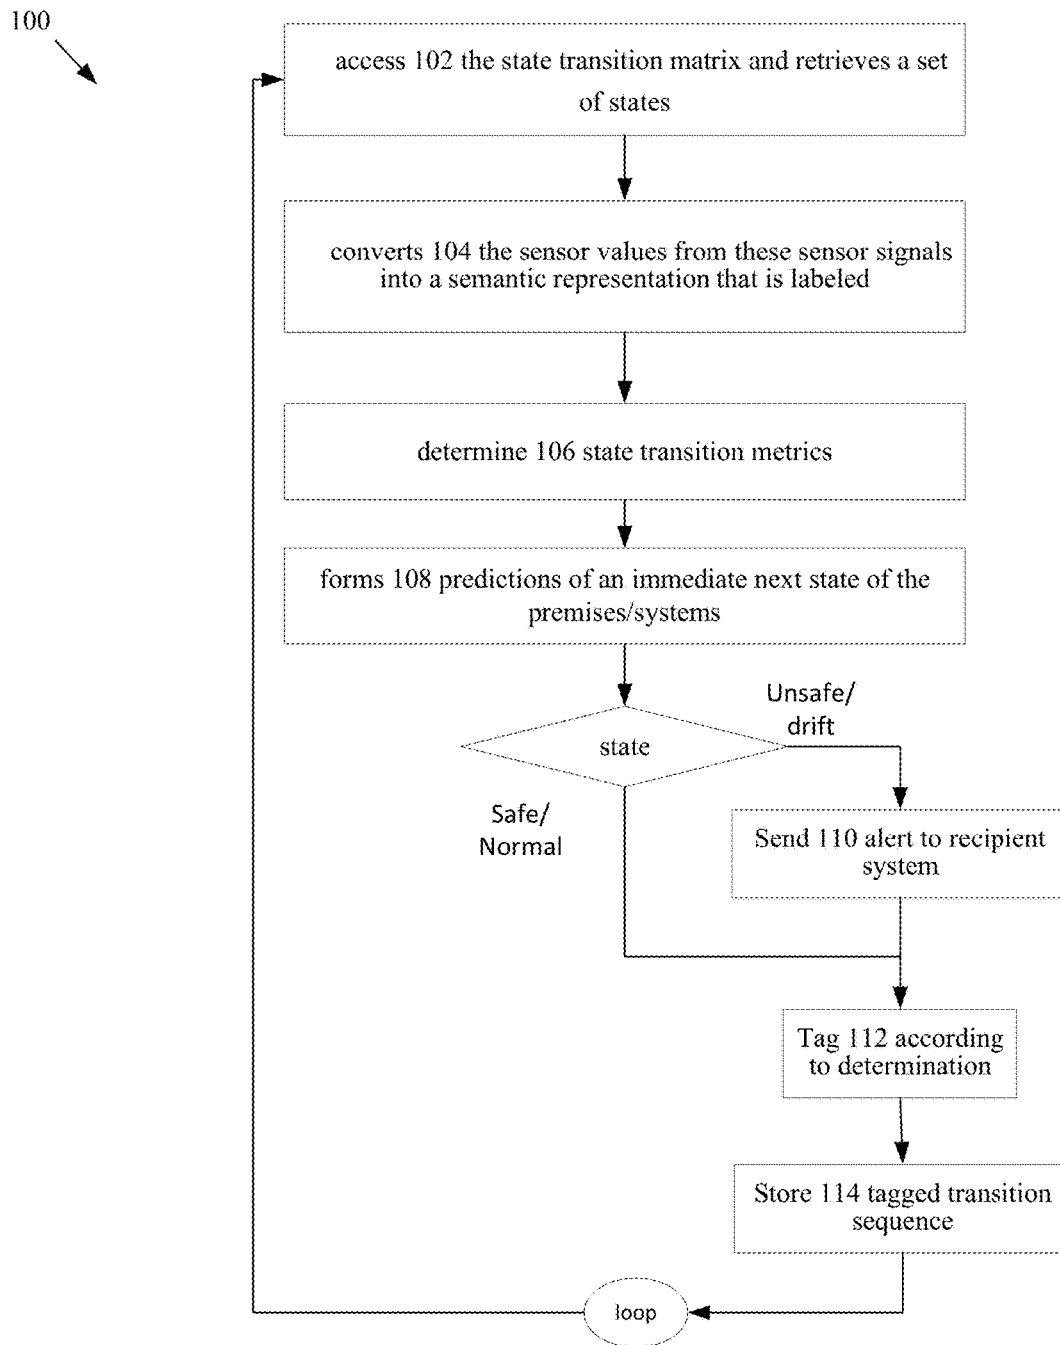 100
access 102 the state transition matrix and retrieves a set
of states
converts 104 the sensor values from these sensor signals
into a semantic representation that is labeled
determine 106 state transition metrics
forms 108 predictions of an immediate next state of the
premises/systems
Unsafe/
drift
state
Safe/
Normal
Send 110 alert to recipient
system
Tag 112 according
to determination
Store 114 tagged transition
sequence
loop